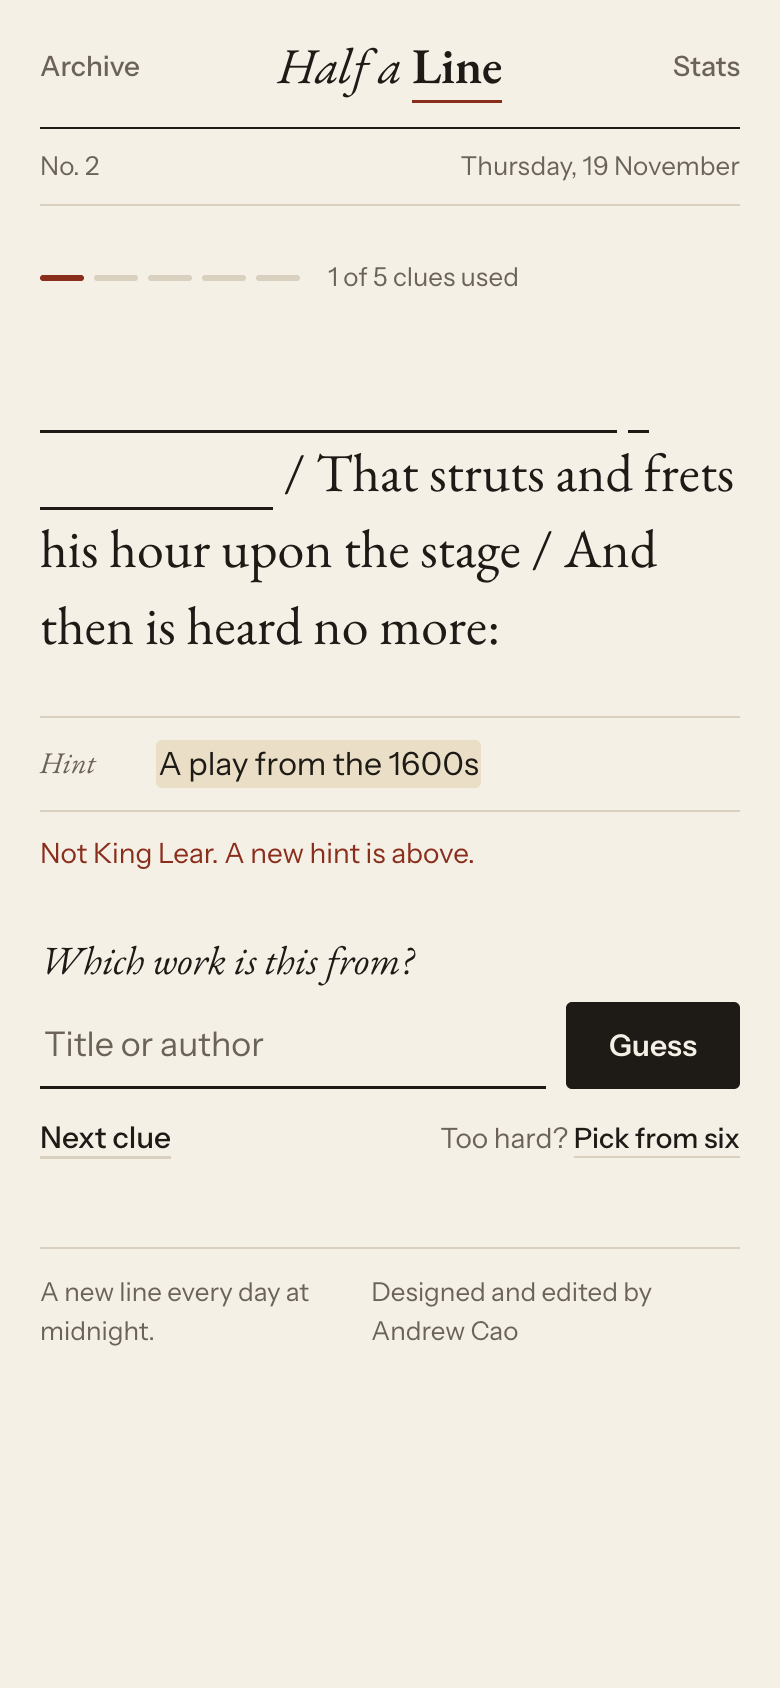 Archive
Half a Line
Stats
No. 2
Thursday, 19 November
1 of 5 clues used
/ That struts and frets
his hour upon the stage / And
then is heard no more:
Hint
A play from the 1600s
Not King Lear. A new hint is above.
Which work is this from?
Title or author
Guess
Next clue
Too hard? Pick from six
A new line every day at
midnight.
Designed and edited by
Andrew Cao